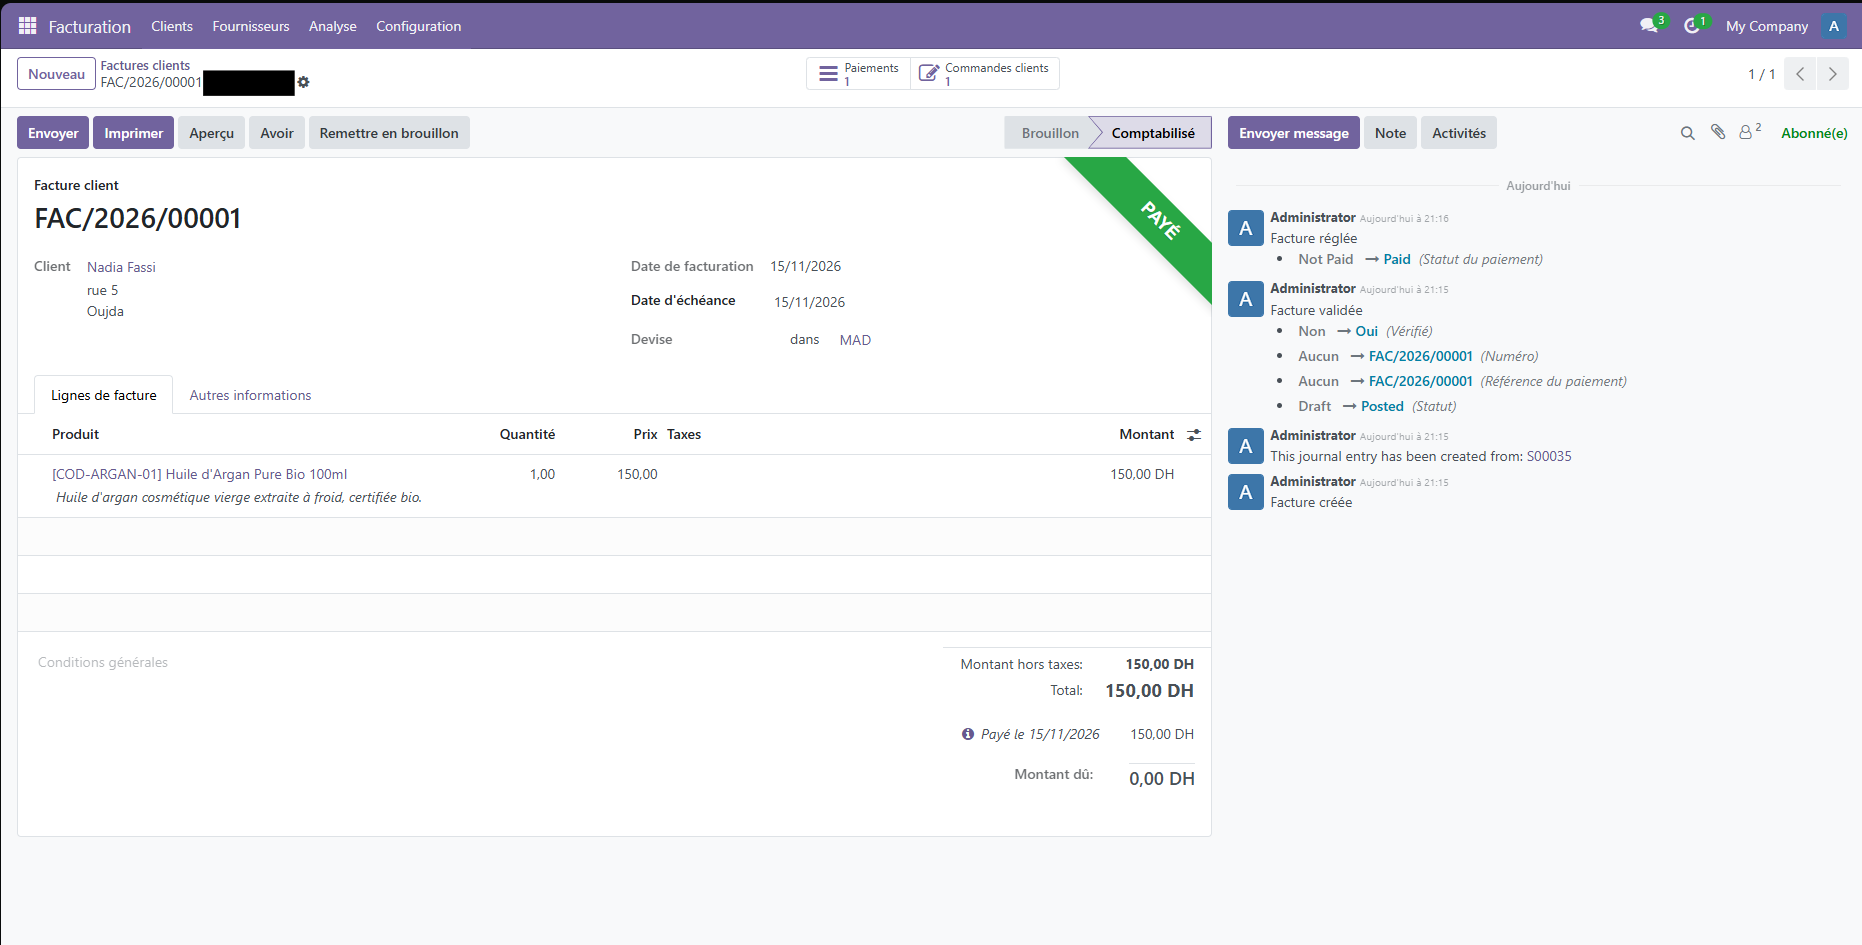 Facturation Clients Fournisseurs Analyse Configuration 3 1 My Company A
Nouveau
Factures clients
FAC/2026/00001
Paiements
1
Commandes clients
1
1 / 1
Envoyer Imprimer Aperçu Avoir Remettre en brouillon Brouillon Comptabilisé
Facture client
FAC/2026/00001
PAYÉ
Client Nadia Fassi
rue 5
Oujda
Date de facturation 15/11/2026
Date d'échéance 15/11/2026
Devise dans MAD
Lignes de facture Autres informations
Produit Quantité Prix Taxes Montant
[COD-ARGAN-01] Huile d'Argan Pure Bio 100ml 1,00 150,00 150,00 DH
Huile d'argan cosmétique vierge extraite à froid, certifiée bio.
Conditions générales
Montant hors taxes: 150,00 DH
Total: 150,00 DH
Payé le 15/11/2026 150,00 DH
Montant dû: 0,00 DH
Envoyer message Note Activités 2 Abonné(e)
Aujourd'hui
A
Administrator Aujourd'hui à 21:16
Facture réglée
• Not Paid → Paid (Statut du paiement)
A
Administrator Aujourd'hui à 21:15
Facture validée
• Non → Oui (Vérifié)
• Aucun → FAC/2026/00001 (Numéro)
• Aucun → FAC/2026/00001 (Référence du paiement)
• Draft → Posted (Statut)
A
Administrator Aujourd'hui à 21:15
This journal entry has been created from: S00035
A
Administrator Aujourd'hui à 21:15
Facture créée